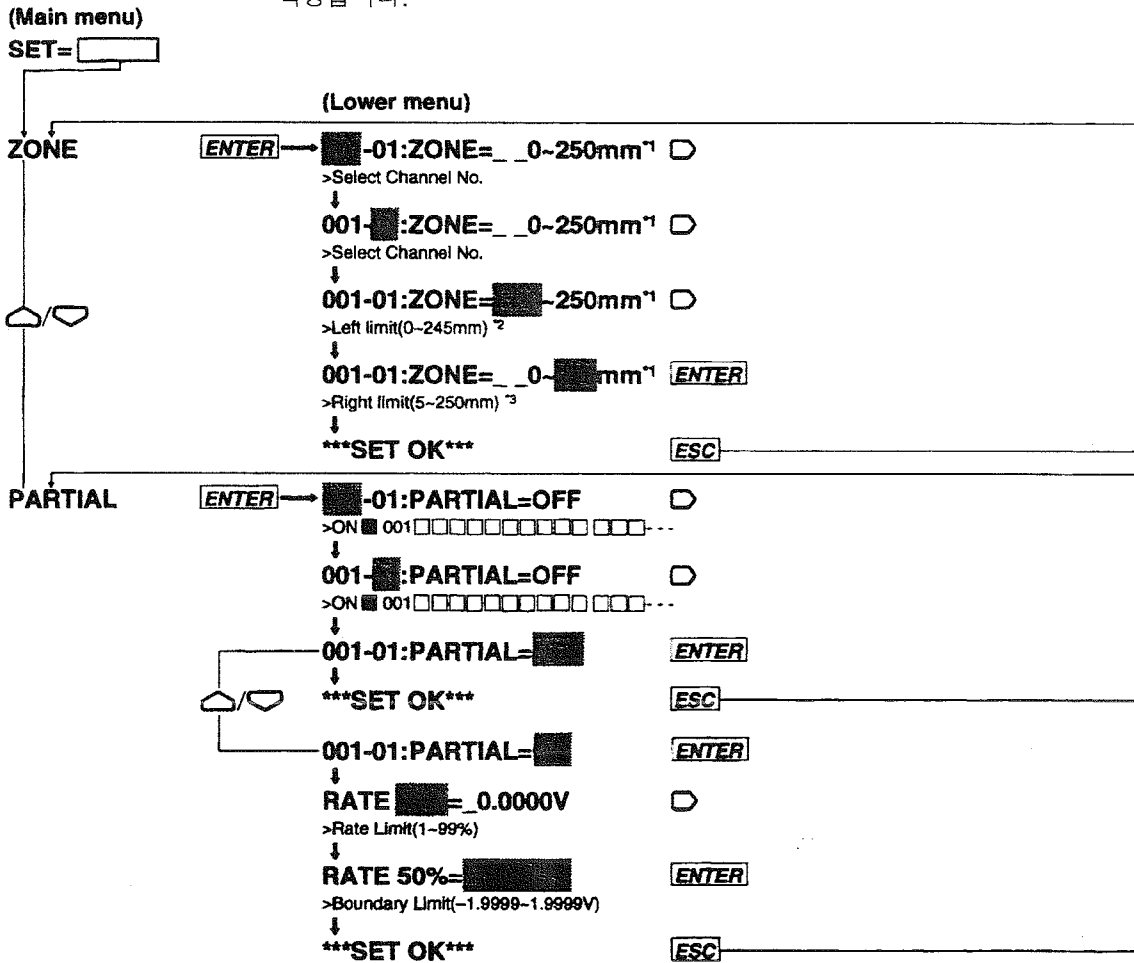 (Main menu)
SET=
(Lower menu)
ZONE ENTER -01:ZONE=_ _0~250mm*1
>Select Channel No.
001- :ZONE=_ _0~250mm*1
>Select Channel No.
001-01:ZONE= ~250mm*1
>Left limit(0~245mm) *2
001-01:ZONE=_ _0~ mm*1 ENTER
>Right limit(5~250mm) *3
***SET OK*** ESC
PARTIAL ENTER -01:PARTIAL=OFF
>ON ■ 001 □□□□□□□□□□ □□□---
001- :PARTIAL=OFF
>ON ■ 001 □□□□□□□□□□ □□□---
001-01:PARTIAL= ENTER
***SET OK*** ESC
001-01:PARTIAL= ENTER
RATE =_0.0000V
>Rate Limit(1~99%)
RATE 50%= ENTER
>Boundary Limit(–1.9999~1.9999V)
***SET OK*** ESC